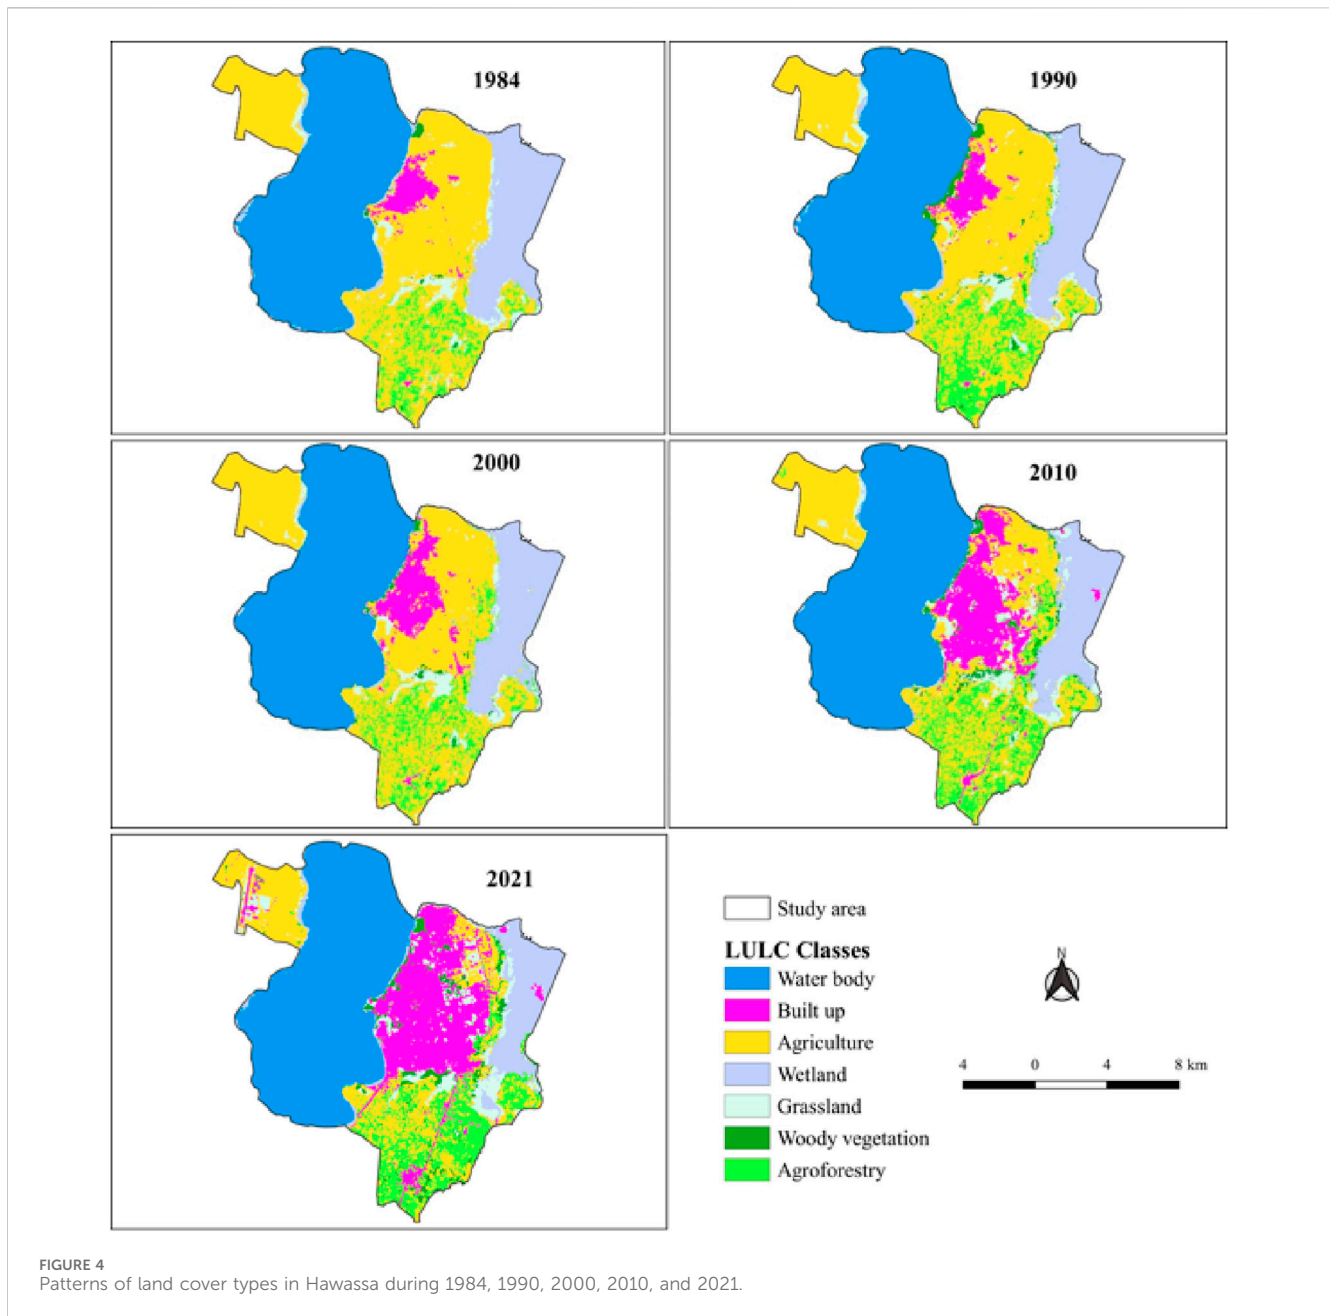 1984
1990
2000
2010
2021
Study area
LULC Classes
Water body
Built up
Agriculture
Wetland
Grassland
Woody vegetation
Agroforestry
N
4 0 4 8 km
FIGURE 4
Patterns of land cover types in Hawassa during 1984, 1990, 2000, 2010, and 2021.